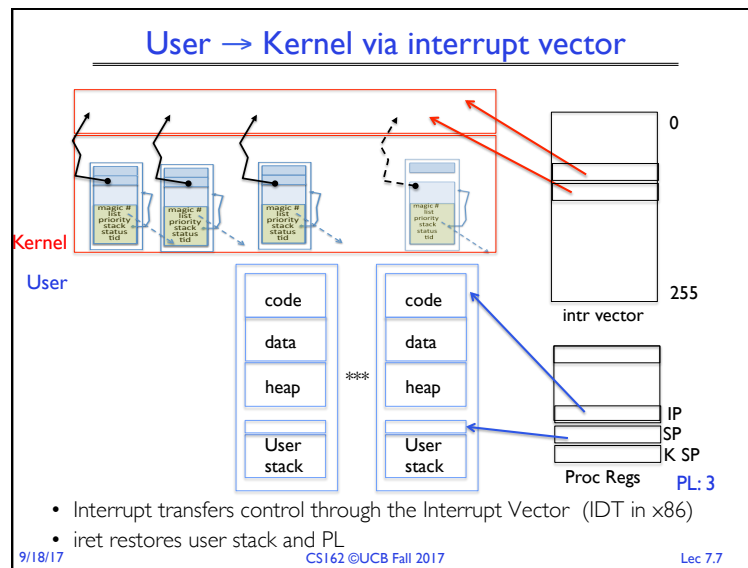 User → Kernel via interrupt vector
0
magic #
list
priority
stack
status
tid
magic #
list
priority
stack
status
tid
magic #
list
priority
stack
status
tid
magic #
list
priority
stack
status
tid
Kernel
User
255
intr vector
code
data
heap
User
stack
***
code
data
heap
User
stack
IP
SP
K SP
Proc Regs
PL: 3
• Interrupt transfers control through the Interrupt Vector (IDT in x86)
• iret restores user stack and PL
9/18/17
CS162 ©UCB Fall 2017
Lec 7.7